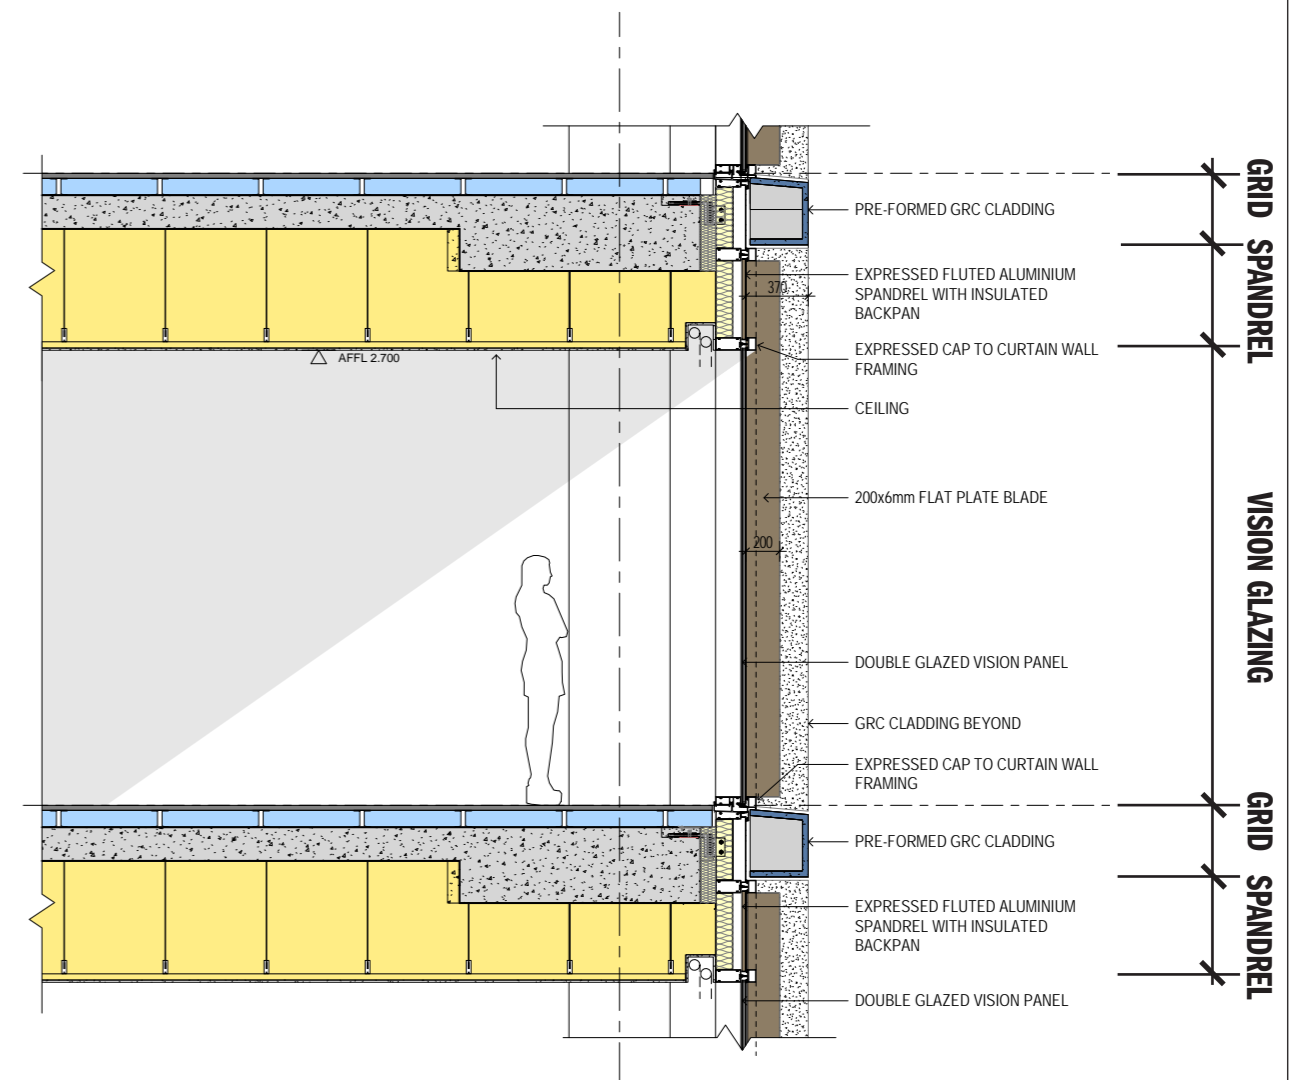 PRE-FORMED GRC CLADDING
EXPRESSED FLUTED ALUMINIUM
SPANDREL WITH INSULATED
BACKPAN
370
EXPRESSED CAP TO CURTAIN WALL
FRAMING
AFFL 2.700
CEILING
200x6mm FLAT PLATE BLADE
200
DOUBLE GLAZED VISION PANEL
GRC CLADDING BEYOND
EXPRESSED CAP TO CURTAIN WALL
FRAMING
PRE-FORMED GRC CLADDING
EXPRESSED FLUTED ALUMINIUM
SPANDREL WITH INSULATED
BACKPAN
DOUBLE GLAZED VISION PANEL
GRID
SPANDREL
VISION GLAZING
GRID
SPANDREL